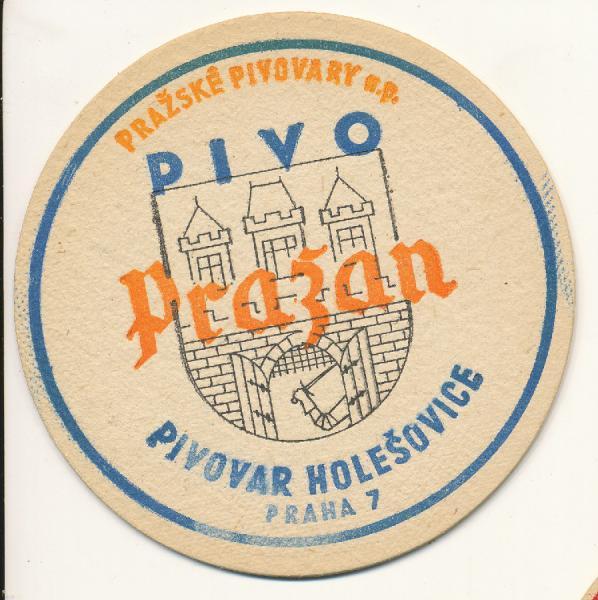 PRAŽSKÉ PIVOVARY n.p.
PIVO
Pražan
PIVOVAR HOLEŠOVICE
PRAHA 7